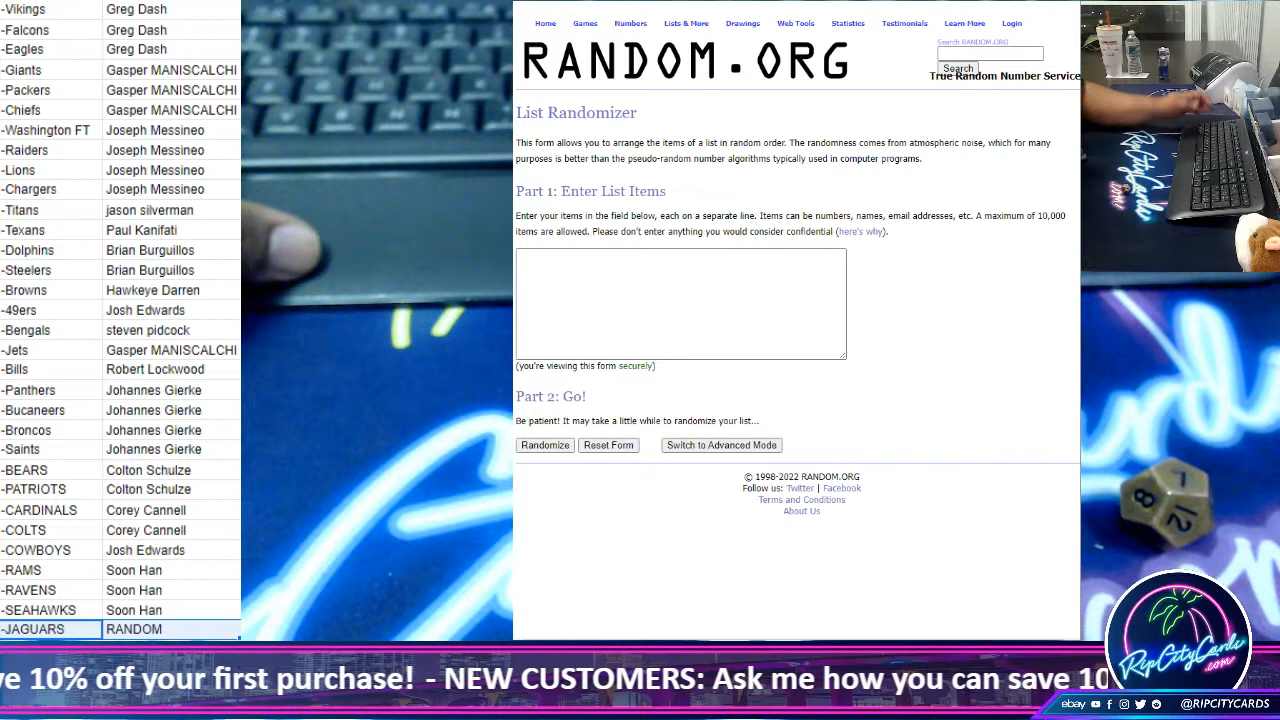 -Vikings Greg Dash
-Falcons Greg Dash
-Eagles Greg Dash
-Giants Gasper MANISCALCHI
-Packers Gasper MANISCALCHI
-Chiefs Gasper MANISCALCHI
-Washington FT Joseph Messineo
-Raiders Joseph Messineo
-Lions Joseph Messineo
-Chargers Joseph Messineo
-Titans jason silverman
-Texans Paul Kanifati
-Dolphins Brian Burguillos
-Steelers Brian Burguillos
-Browns Hawkeye Darren
-49ers Josh Edwards
-Bengals steven pidcock
-Jets Gasper MANISCALCHI
-Bills Robert Lockwood
-Panthers Johannes Gierke
-Bucaneers Johannes Gierke
-Broncos Johannes Gierke
-Saints Johannes Gierke
-BEARS Colton Schulze
-PATRIOTS Colton Schulze
-CARDINALS Corey Cannell
-COLTS Corey Cannell
-COWBOYS Josh Edwards
-RAMS Soon Han
-RAVENS Soon Han
-SEAHAWKS Soon Han
-JAGUARS RANDOM
Home Games Numbers Lists & More Drawings Web Tools Statistics Testimonials Learn More Login
RANDOM.ORG
Search RANDOM.ORG
Search
True Random Number Service
List Randomizer
This form allows you to arrange the items of a list in random order. The randomness comes from atmospheric noise, which for many
purposes is better than the pseudo-random number algorithms typically used in computer programs.
Part 1: Enter List Items
Enter your items in the field below, each on a separate line. Items can be numbers, names, email addresses, etc. A maximum of 10,000
items are allowed. Please don't enter anything you would consider confidential (here's why).
(you're viewing this form securely)
Part 2: Go!
Be patient! It may take a little while to randomize your list...
Randomize Reset Form Switch to Advanced Mode
© 1998-2022 RANDOM.ORG
Follow us: Twitter | Facebook
Terms and Conditions
About Us
RipCityCards
.com
7
8
12
RipCityCards
.com
ve 10% off your first purchase! - NEW CUSTOMERS: Ask me how you can save 10
ebay @RIPCITYCARDS